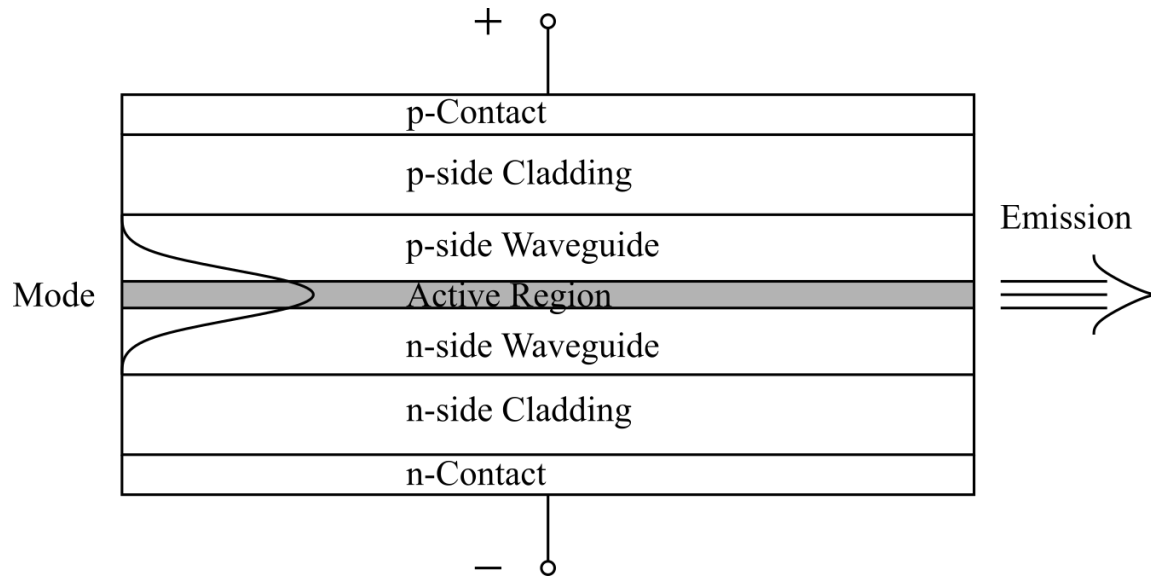 +
p-Contact
p-side Cladding
p-side Waveguide
Emission
Mode
Active Region
n-side Waveguide
n-side Cladding
n-Contact
−